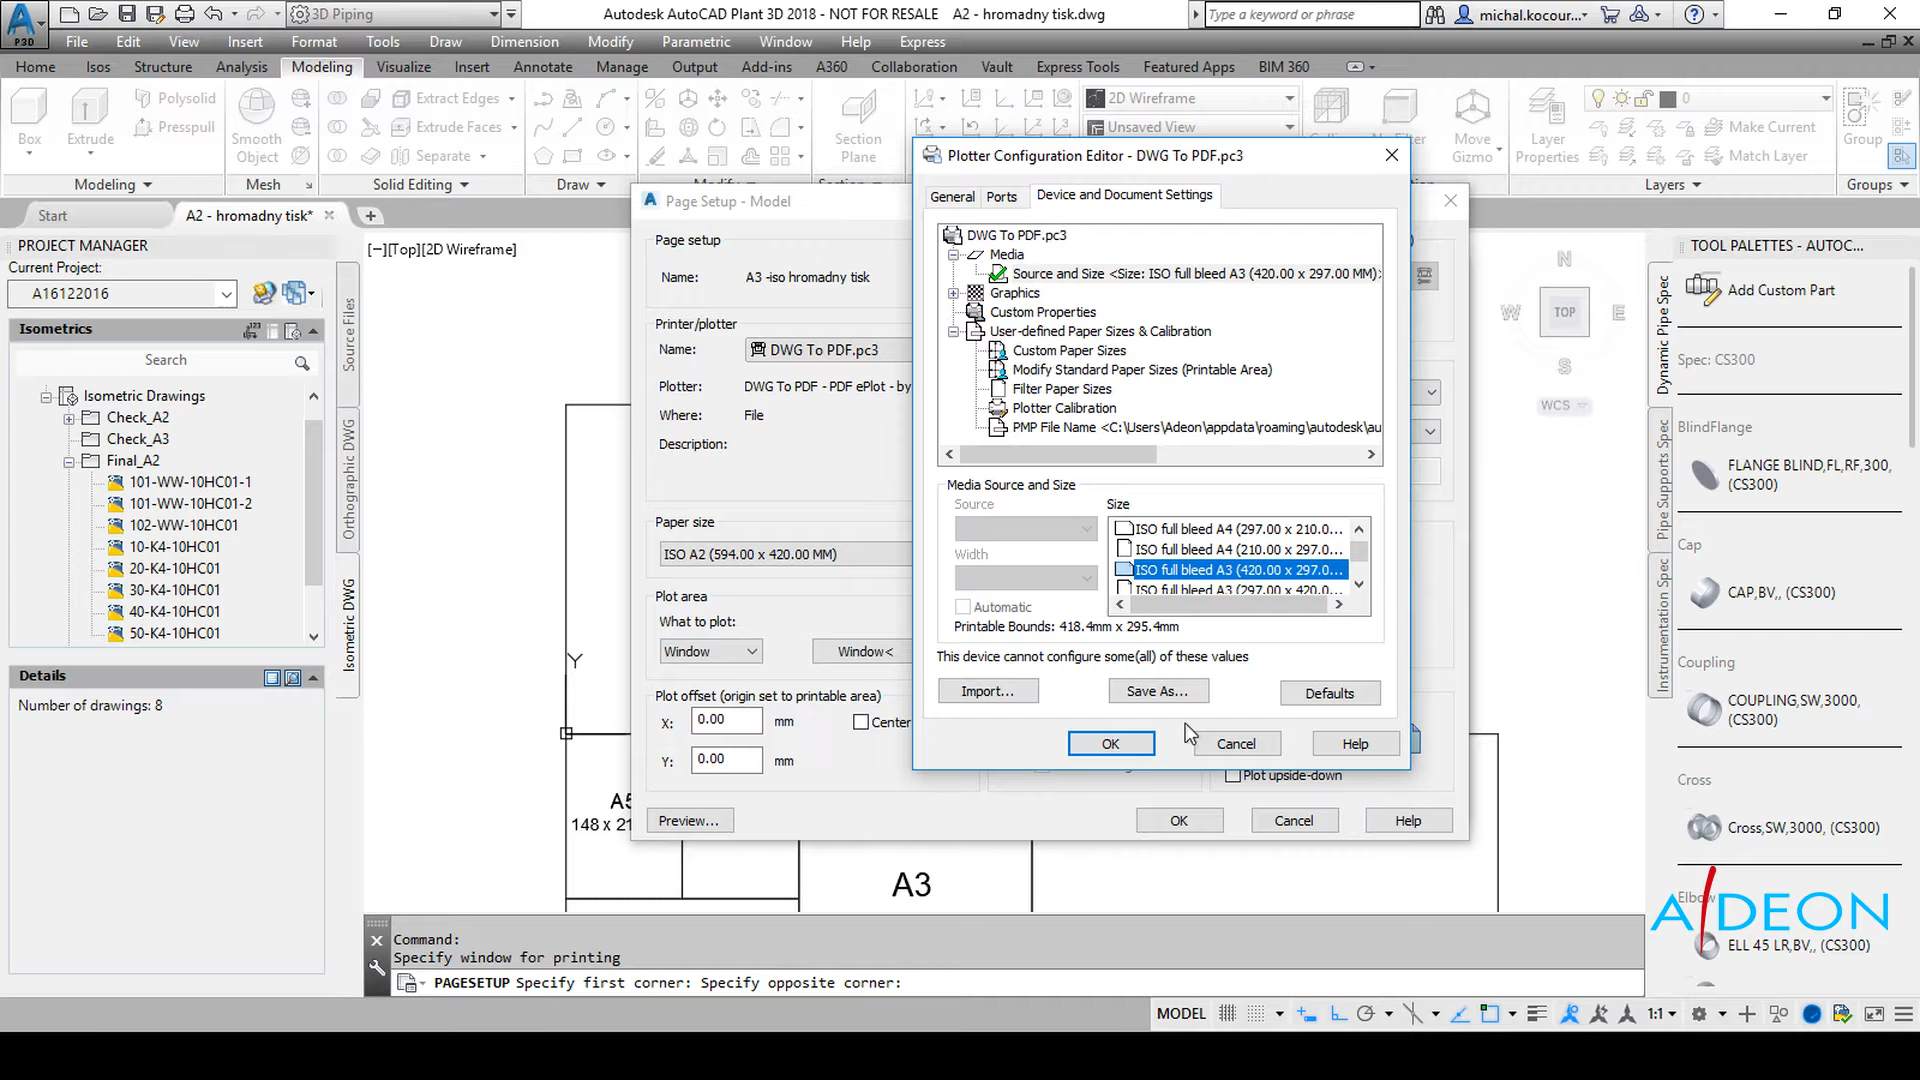 3D Piping
Autodesk AutoCAD Plant 3D 2018 - NOT FOR RESALE A2 - hromadny tisk.dwg
Type a keyword or phrase
michal.kocour...
P3D
File Edit View Insert Format Tools Draw Dimension Modify Parametric Window Help Express
Home Isos Structure Analysis Modeling Visualize Insert Annotate Manage Output Add-ins A360 Collaboration Vault Express Tools Featured Apps BIM 360
Box
Extrude
Polysolid
Presspull
Smooth Object
Extract Edges
Extrude Faces
Separate
Section Plane
2D Wireframe
Unsaved View
Move Gizmo
Layer Properties
0
Make Current
Match Layer
Group
Modeling Mesh Solid Editing Draw Layers Groups
Start
A2 - hromadny tisk*
PROJECT MANAGER
Current Project:
A16122016
Isometrics
Search
Isometric Drawings
Check_A2
Check_A3
Final_A2
101-WW-10HC01-1
101-WW-10HC01-2
102-WW-10HC01
10-K4-10HC01
20-K4-10HC01
30-K4-10HC01
40-K4-10HC01
50-K4-10HC01
Details
Number of drawings: 8
Source Files
Orthographic DWG
Isometric DWG
[−][Top][2D Wireframe]
Y
148 x 21
A3
Page Setup - Model
Page setup
Name: A3 -iso hromadny tisk
Printer/plotter
Name: DWG To PDF.pc3
Plotter: DWG To PDF - PDF ePlot - by
Where: File
Description:
Paper size
ISO A2 (594.00 x 420.00 MM)
Plot area
What to plot:
Window
Window<
Plot offset (origin set to printable area)
X: 0.00 mm
Center
Y: 0.00 mm
Plot upside-down
Preview...
OK
Cancel
Help
Plotter Configuration Editor - DWG To PDF.pc3
General Ports Device and Document Settings
DWG To PDF.pc3
Media
Source and Size <Size: ISO full bleed A3 (420.00 x 297.00 MM)>
Graphics
Custom Properties
User-defined Paper Sizes & Calibration
Custom Paper Sizes
Modify Standard Paper Sizes (Printable Area)
Filter Paper Sizes
Plotter Calibration
PMP File Name <C:\Users\Adeon\appdata\roaming\autodesk\au
Media Source and Size
Source
Width
Automatic
Size
ISO full bleed A4 (297.00 x 210.0...
ISO full bleed A4 (210.00 x 297.0...
ISO full bleed A3 (420.00 x 297.0...
ISO full bleed A3 (297.00 x 420.0...
Printable Bounds: 418.4mm x 295.4mm
This device cannot configure some(all) of these values
Import...
Save As...
Defaults
OK
Cancel
Help
N
W
TOP
E
S
WCS
TOOL PALETTES - AUTOC...
Dynamic Pipe Spec
Pipe Supports Spec
Instrumentation Spec
Add Custom Part
Spec: CS300
BlindFlange
FLANGE BLIND,FL,RF,300, (CS300)
Cap
CAP,BV,, (CS300)
Coupling
COUPLING,SW,3000, (CS300)
Cross
Cross,SW,3000, (CS300)
Elbow
ELL 45 LR,BV,, (CS300)
ADEON
Command:
Specify window for printing
PAGESETUP Specify first corner: Specify opposite corner:
MODEL
1:1